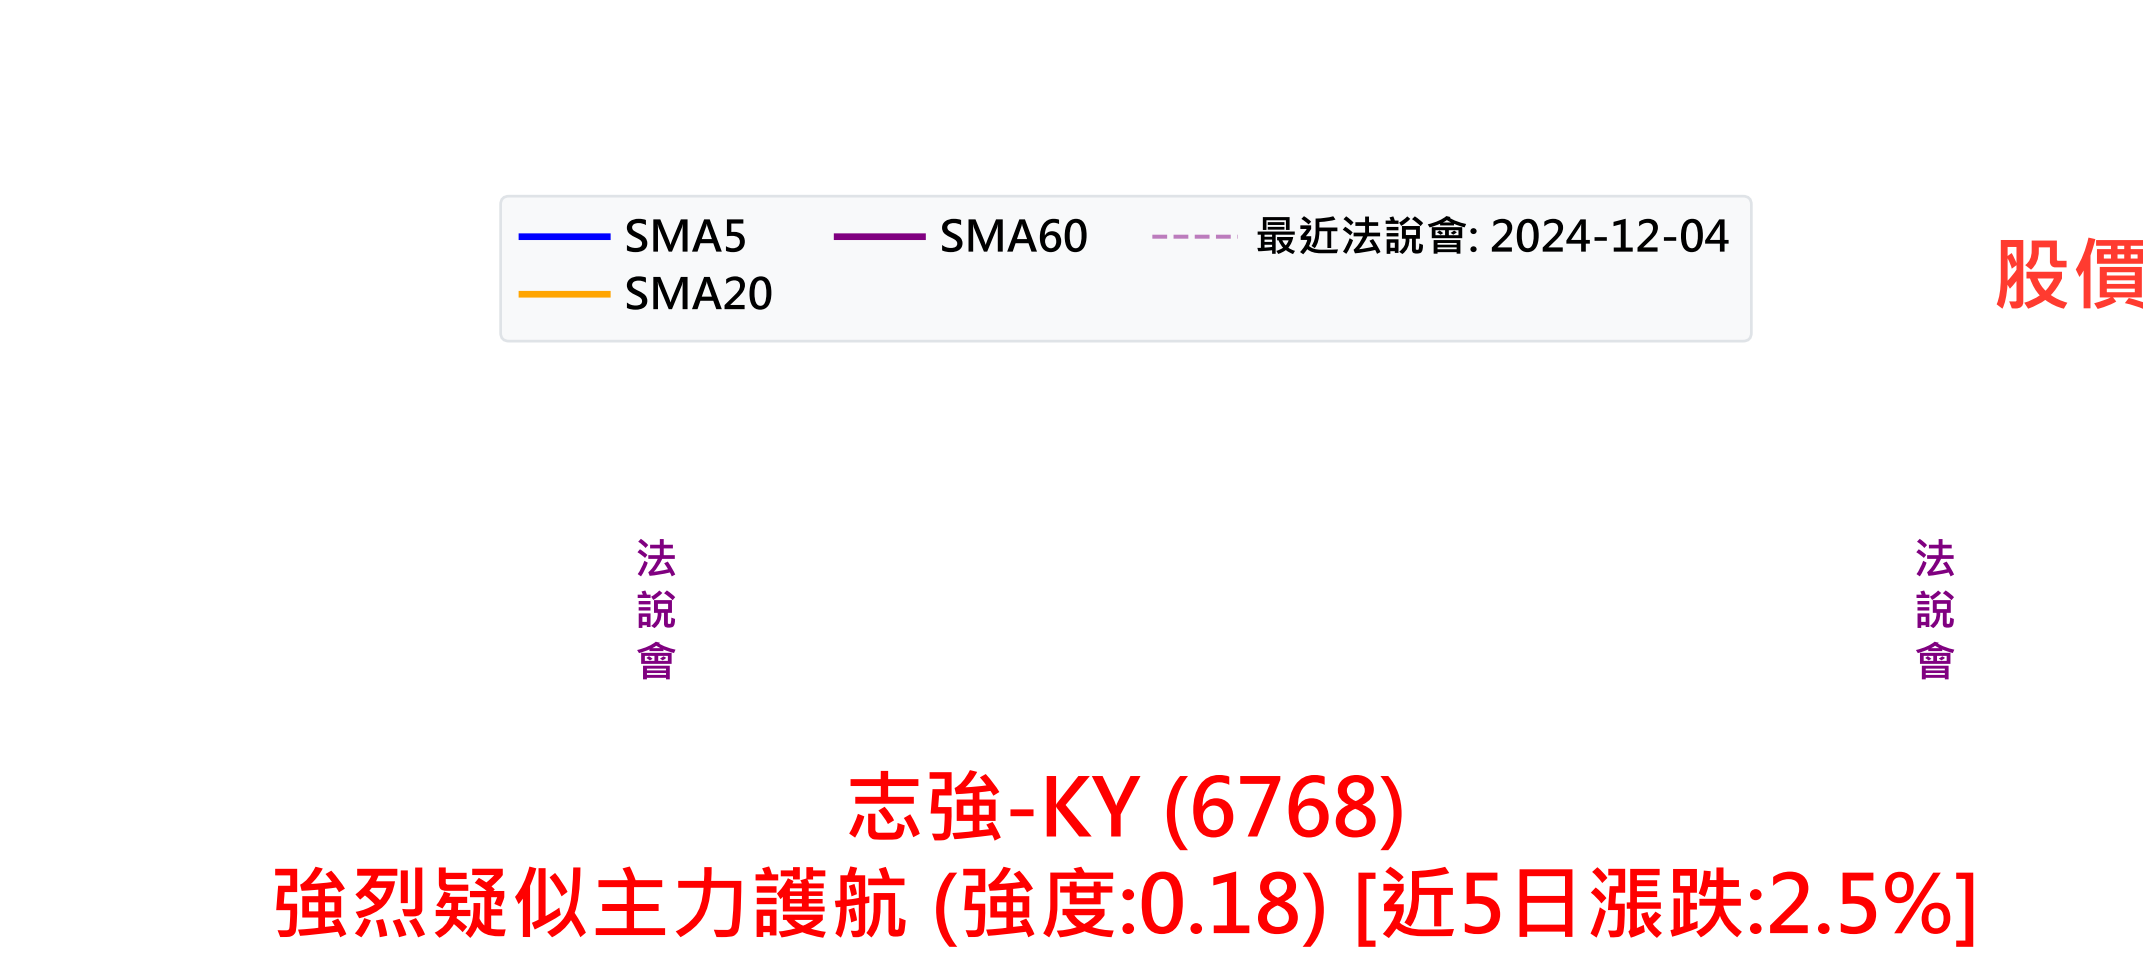 SMA5
SMA20
SMA60
最近法說會: 2024-12-04
股價
法
說
會
法
說
會
志強-KY (6768)
強烈疑似主力護航 (強度:0.18) [近5日漲跌:2.5%]